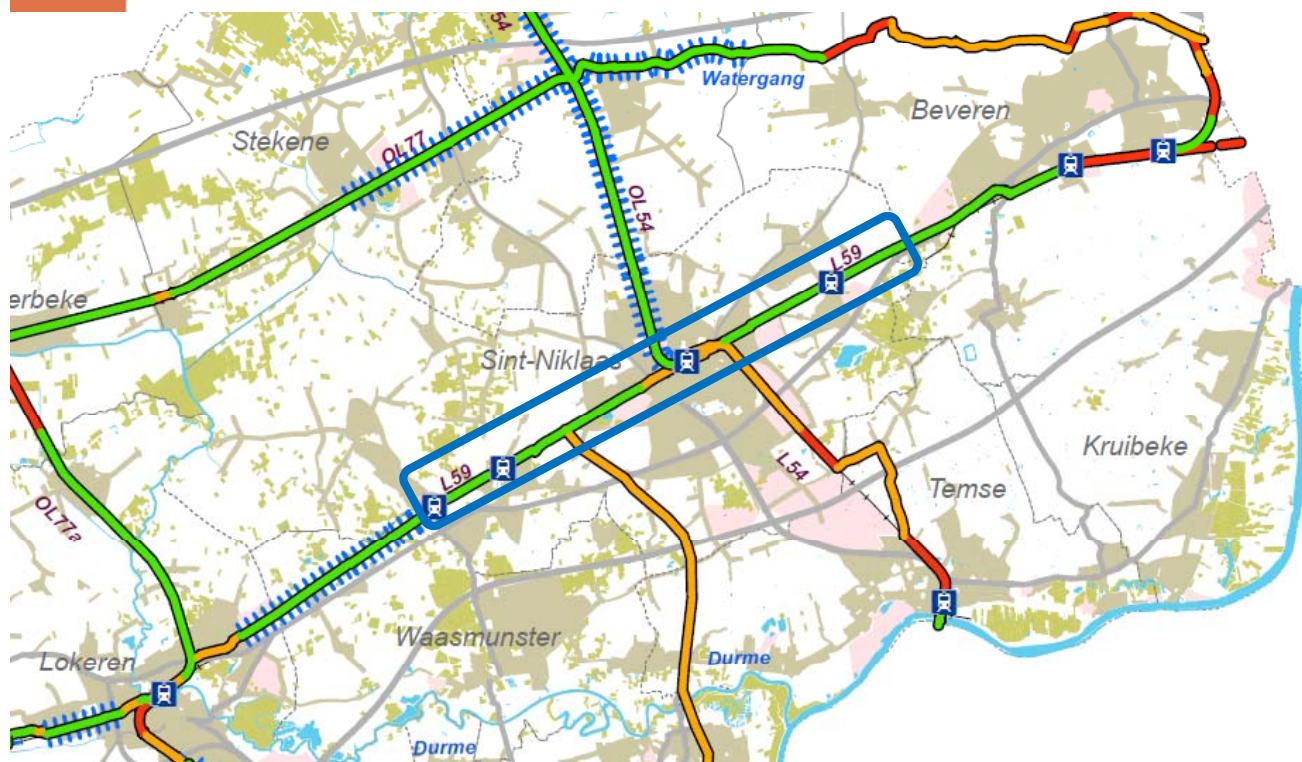 54
Watergang
Beveren
Stekene
OL77
OL54
L59
erbeke
Sint-Niklaas
L59
L54
Kruibeke
Temse
OL77a
Waasmunster
Lokeren
Durme
Durme